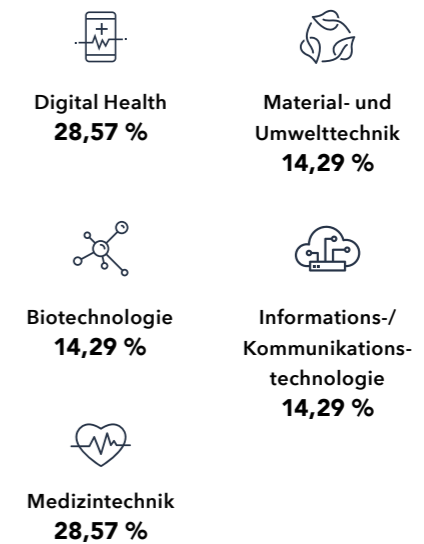 Digital Health
28,57 %
Material- und
Umwelttechnik
14,29 %
Biotechnologie
14,29 %
Informations-/
Kommunikations-
technologie
14,29 %
Medizintechnik
28,57 %